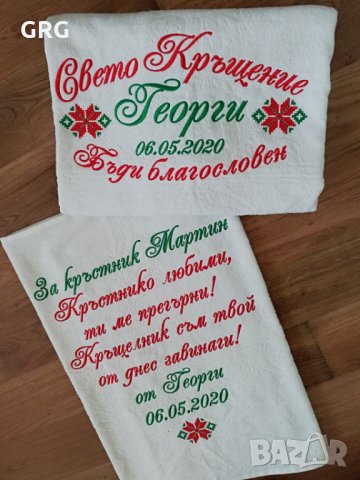 GRG
Свето Кръщение
Георги
06.05.2020
Бъди благословен
За кръстник Мартин
Кръстнико любими,
ти ме прегърни!
Кръщелник съм твой
от днес завинаги!
от Георги
06.05.2020
BAZAR